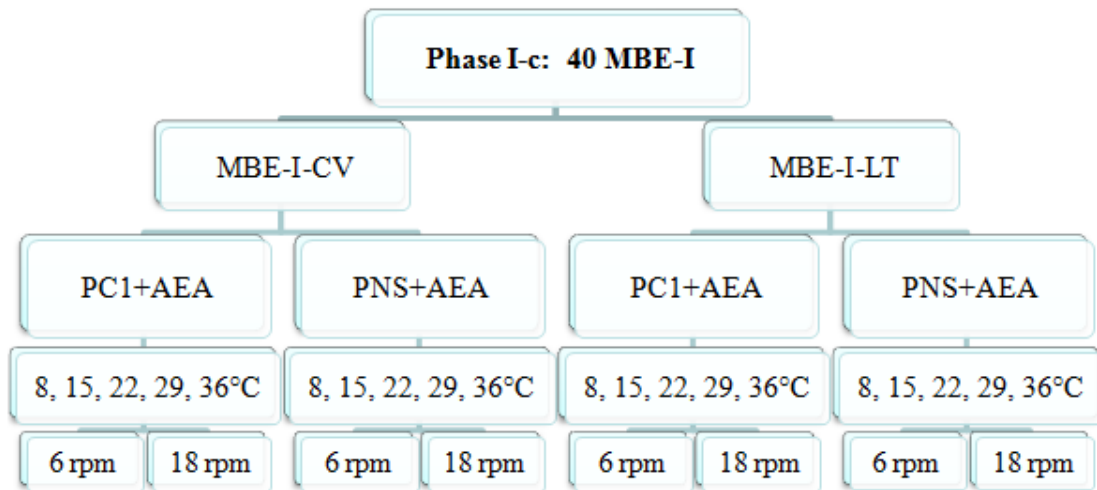 Phase I-c: 40 MBE-I
MBE-I-CV
MBE-I-LT
PC1+AEA
PNS+AEA
PC1+AEA
PNS+AEA
8, 15, 22, 29, 36°C
8, 15, 22, 29, 36°C
8, 15, 22, 29, 36°C
8, 15, 22, 29, 36°C
6 rpm
18 rpm
6 rpm
18 rpm
6 rpm
18 rpm
6 rpm
18 rpm